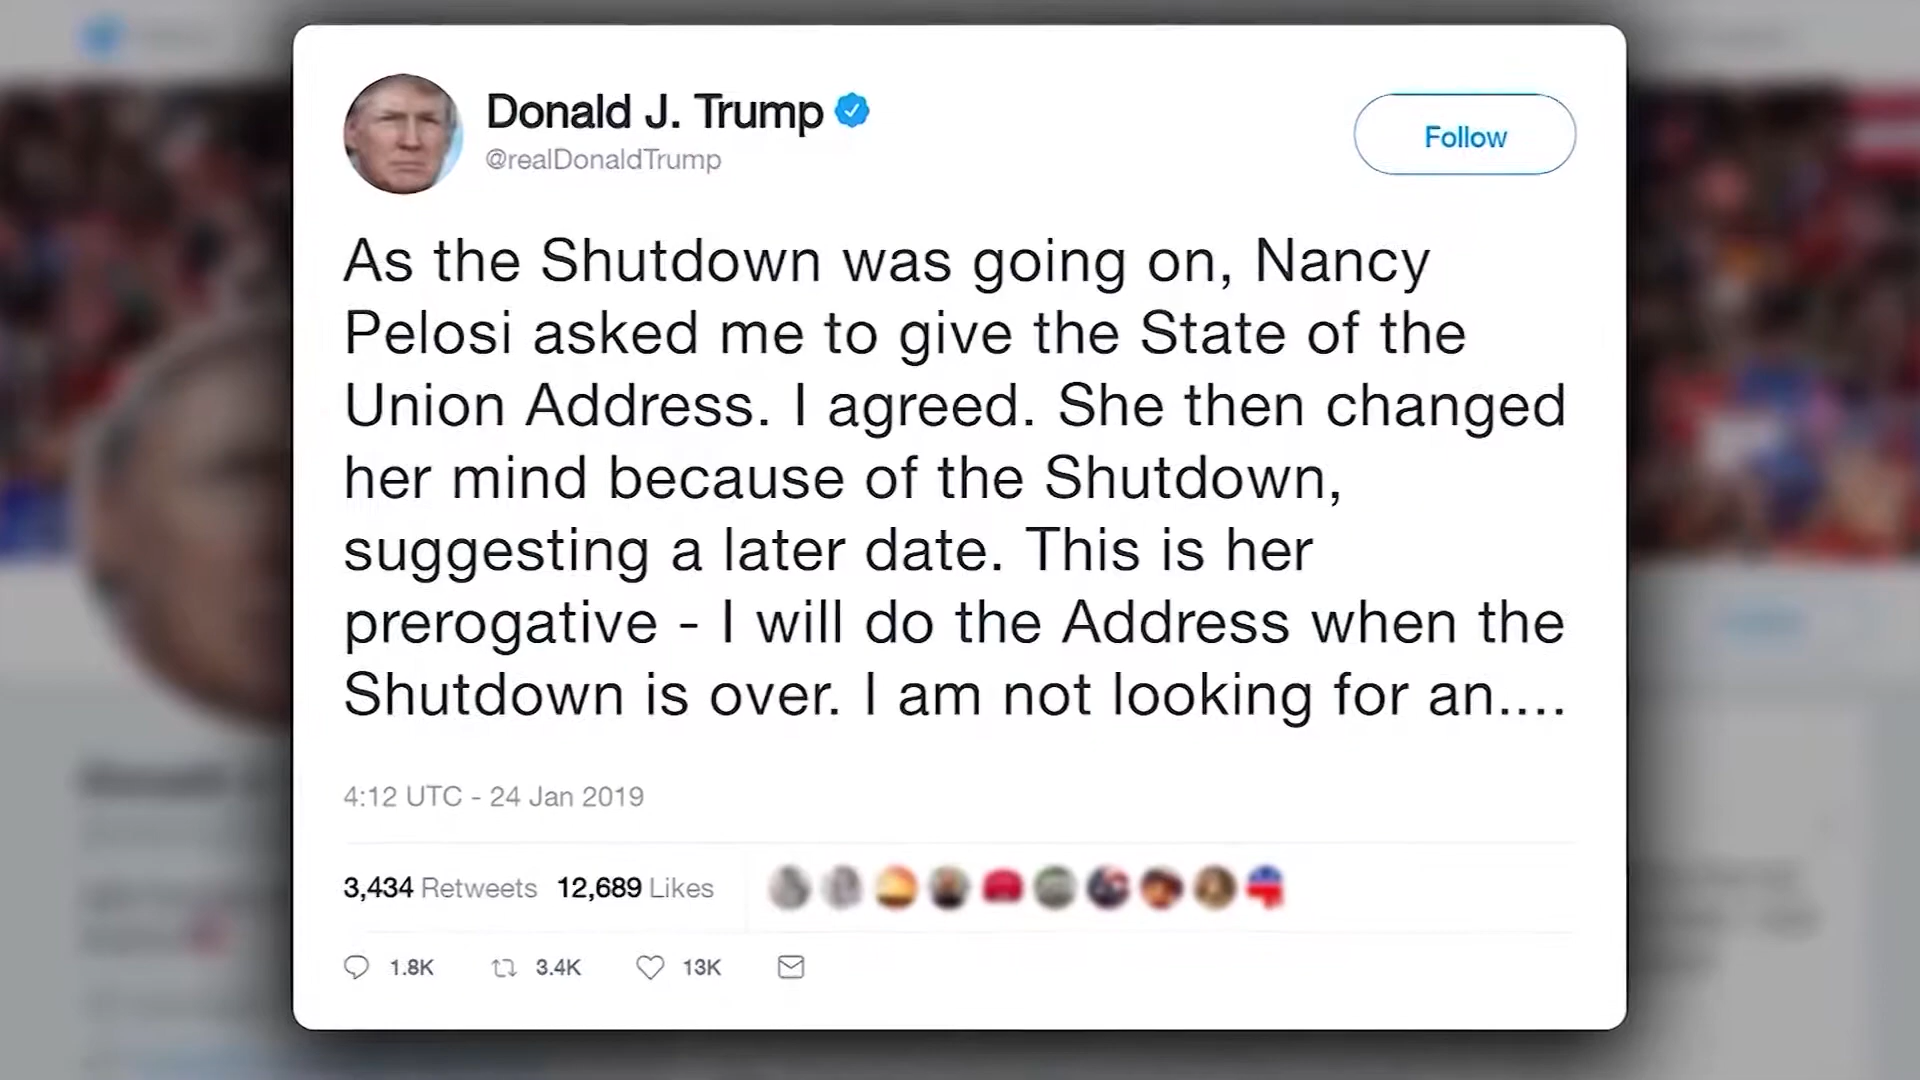 Donald J. Trump
@realDonaldTrump
Follow
As the Shutdown was going on, Nancy
Pelosi asked me to give the State of the
Union Address. I agreed. She then changed
her mind because of the Shutdown,
suggesting a later date. This is her
prerogative - I will do the Address when the
Shutdown is over. I am not looking for an....
4:12 UTC - 24 Jan 2019
3,434 Retweets 12,689 Likes
1.8K 3.4K 13K